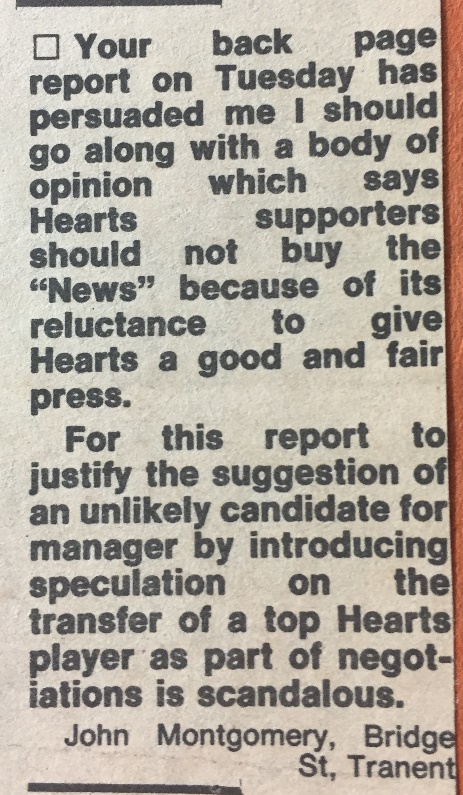 □ Your back page
report on Tuesday has
persuaded me I should
go along with a body of
opinion which says
Hearts supporters
should not buy the
“News” because of its
reluctance to give
Hearts a good and fair
press.
For this report to
justify the suggestion of
an unlikely candidate for
manager by introducing
speculation on the
transfer of a top Hearts
player as part of negot-
iations is scandalous.
John Montgomery, Bridge
St, Tranent